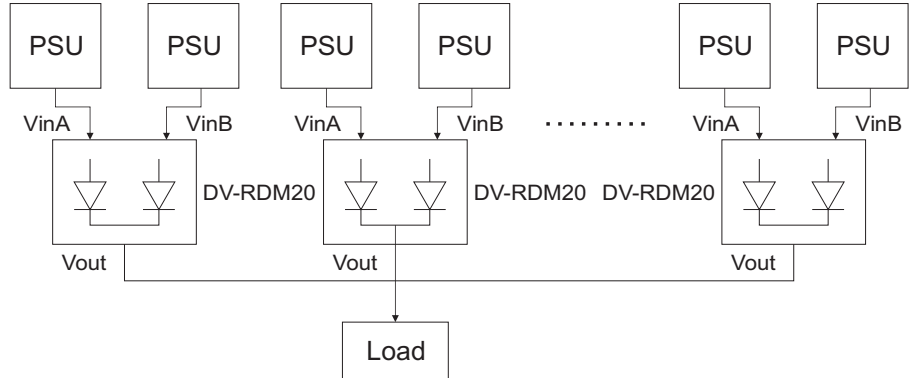 PSU PSU PSU PSU PSU PSU
VinA VinB VinA VinB ......... VinA VinB
DV-RDM20 DV-RDM20 DV-RDM20
Vout Vout Vout
Load